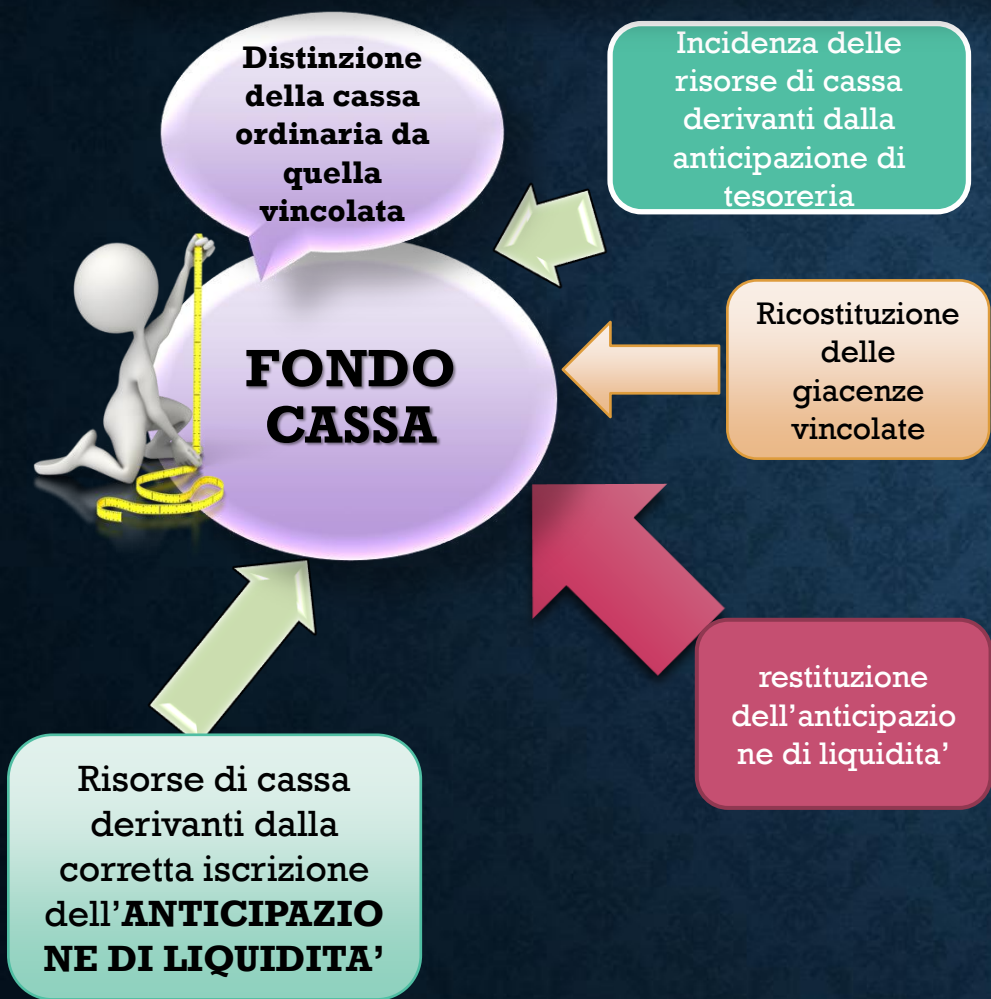 Distinzione
della cassa
ordinaria da
quella
vincolata
Incidenza delle
risorse di cassa
derivanti dalla
anticipazione di
tesoreria
FONDO
CASSA
Ricostituzione
delle
giacenze
vincolate
restituzione
dell’anticipazio
ne di liquidita’
Risorse di cassa
derivanti dalla
corretta iscrizione
dell’ANTICIPAZIO
NE DI LIQUIDITA’